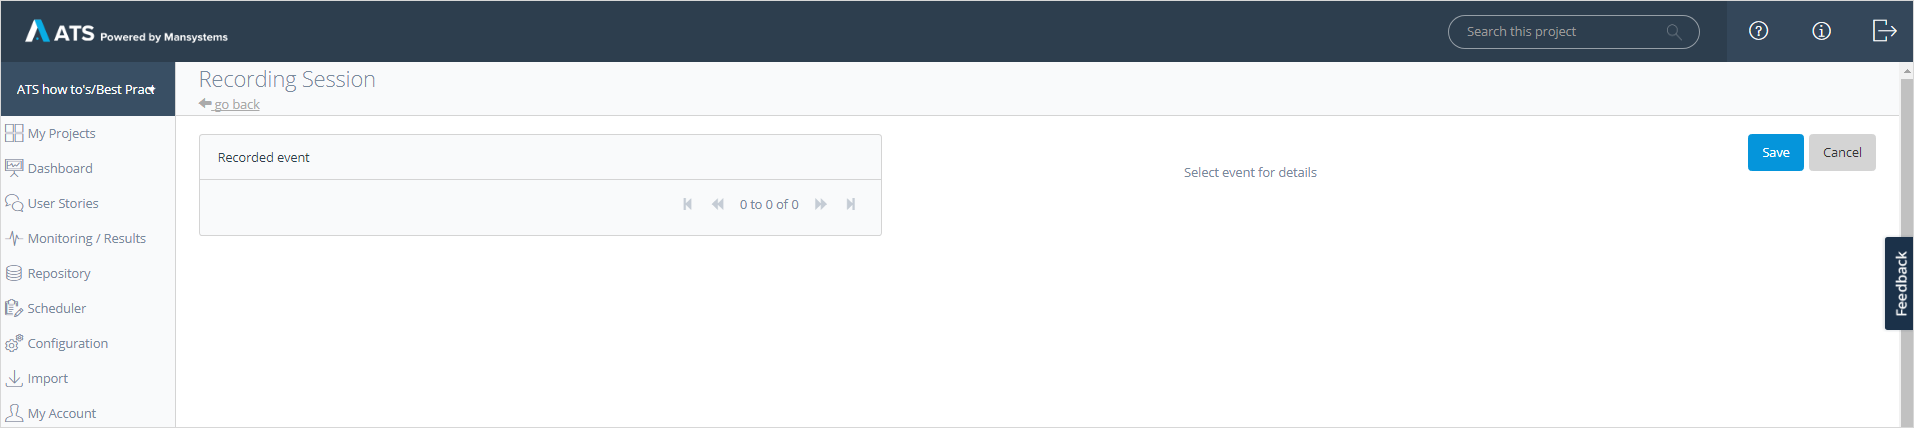 ATS Powered by Mansystems
Search this project
ATS how to's/Best Pract
Recording Session
go back
My Projects
Dashboard
User Stories
Monitoring / Results
Repository
Scheduler
Configuration
Import
My Account
Recorded event
0 to 0 of 0
Select event for details
Save
Cancel
Feedback